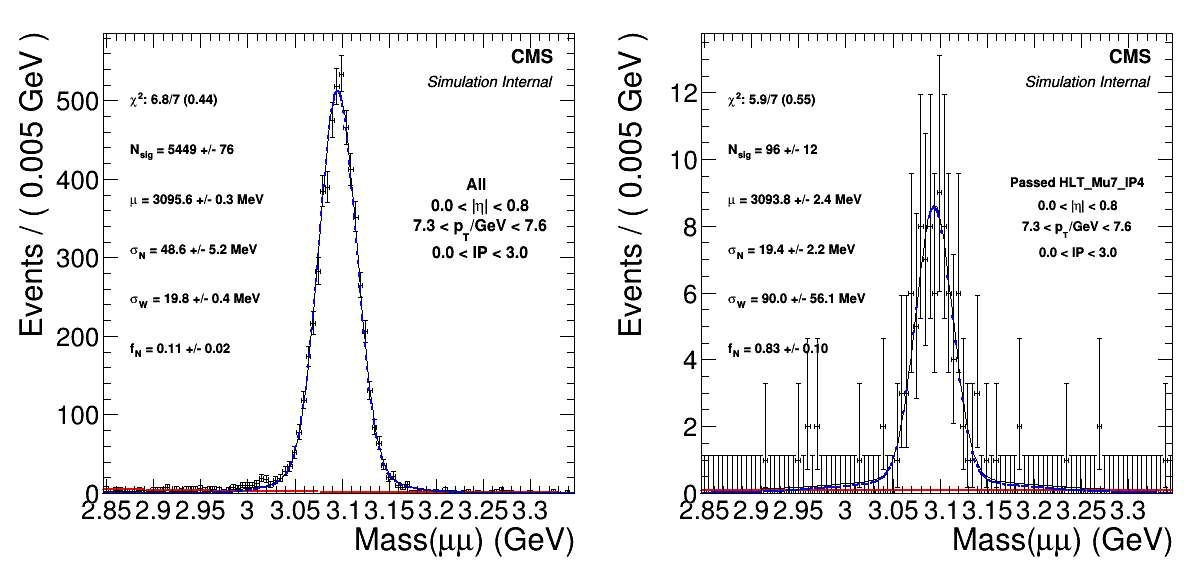 Events / ( 0.005 GeV )
500
400
300
200
100
0
CMS
Simulation Internal
χ²: 6.8/7 (0.44)
N_sig = 5449 +/- 76
μ = 3095.6 +/- 0.3 MeV
σ_N = 48.6 +/- 5.2 MeV
σ_W = 19.8 +/- 0.4 MeV
f_N = 0.11 +/- 0.02
All
0.0 < |η| < 0.8
7.3 < p_T/GeV < 7.6
0.0 < IP < 3.0
2.85 2.9 2.95 3 3.05 3.1 3.15 3.2 3.25 3.3
Mass(μμ) (GeV)
Events / ( 0.005 GeV )
12
10
8
6
4
2
0
CMS
Simulation Internal
χ²: 5.9/7 (0.55)
N_sig = 96 +/- 12
μ = 3093.8 +/- 2.4 MeV
σ_N = 19.4 +/- 2.2 MeV
σ_W = 90.0 +/- 56.1 MeV
f_N = 0.83 +/- 0.10
Passed HLT_Mu7_IP4
0.0 < |η| < 0.8
7.3 < p_T/GeV < 7.6
0.0 < IP < 3.0
2.85 2.9 2.95 3 3.05 3.1 3.15 3.2 3.25 3.3
Mass(μμ) (GeV)